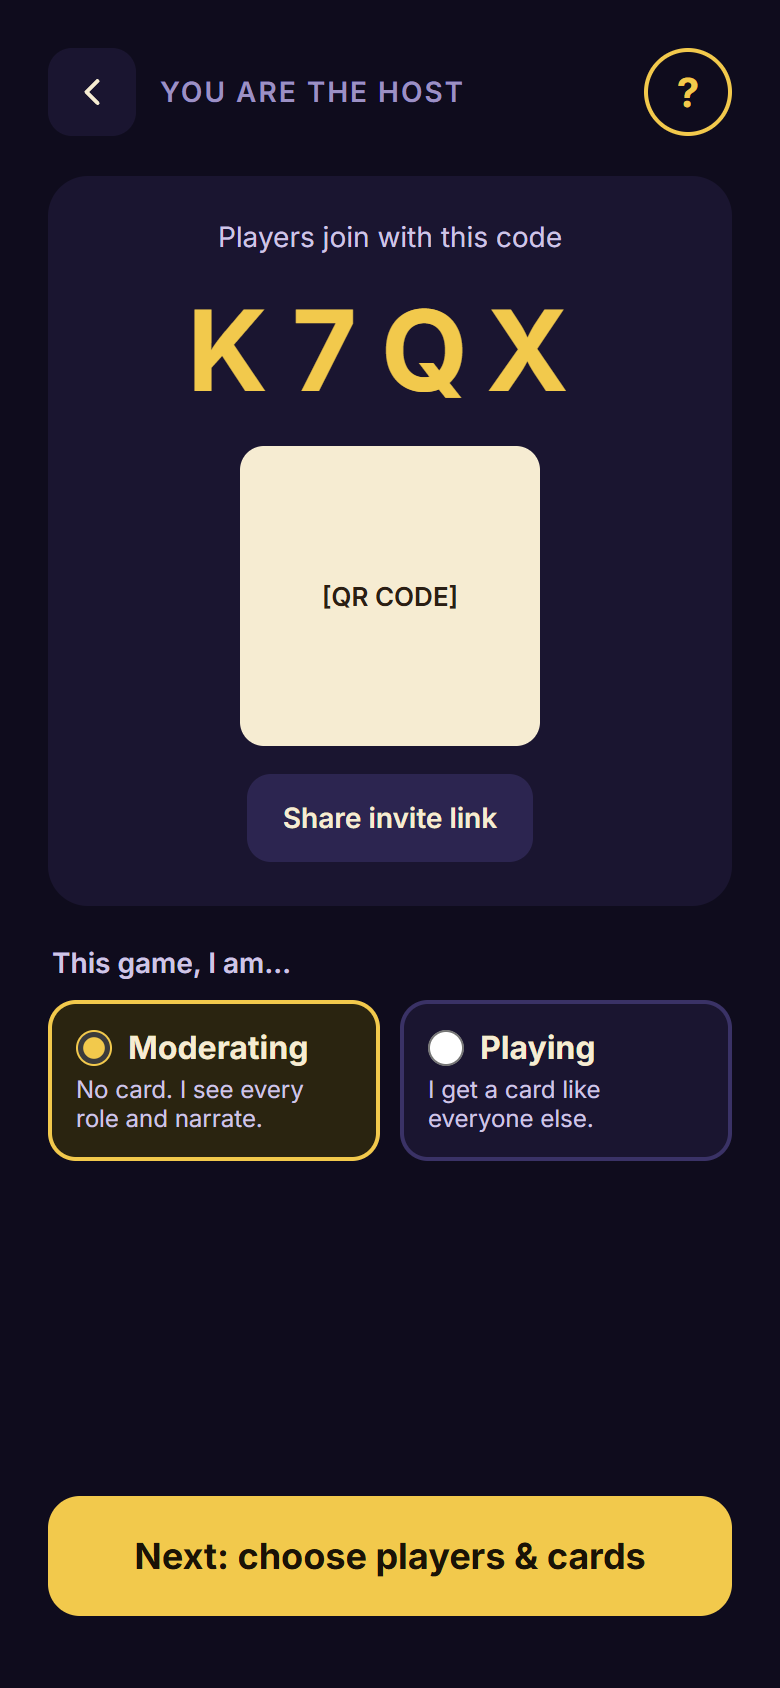 YOU ARE THE HOST
?
Players join with this code
K7QX
[QR CODE]
Share invite link
This game, I am...
Moderating
No card. I see every
role and narrate.
Playing
I get a card like
everyone else.
Next: choose players & cards